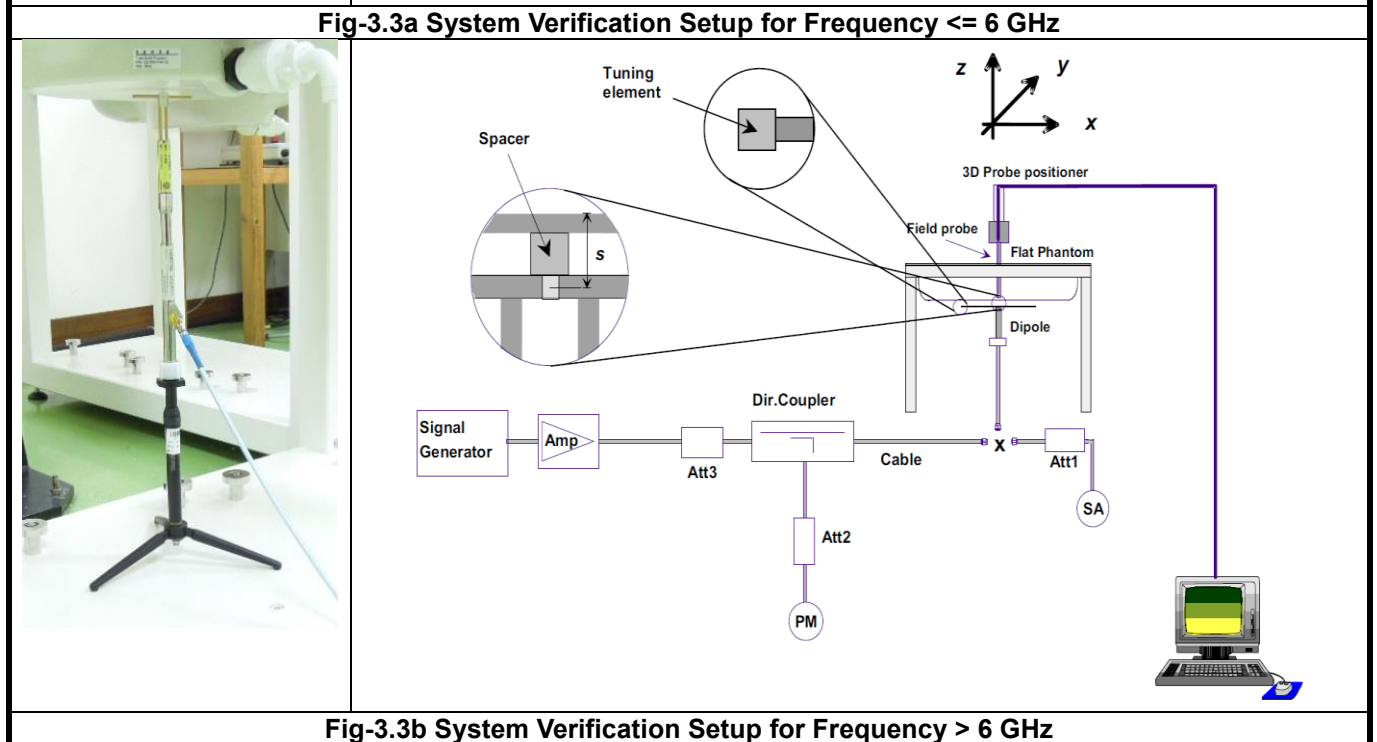 Fig-3.3a System Verification Setup for Frequency <= 6 GHz
Tuning
element
z
y
x
Spacer
s
3D Probe positioner
Field probe
Flat Phantom
Dipole
Dir.Coupler
Signal
Generator
Amp
Att3
Cable
x
Att1
SA
Att2
PM
Fig-3.3b System Verification Setup for Frequency > 6 GHz